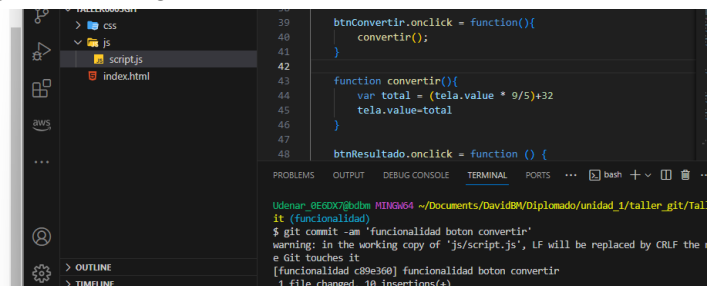 TALLER0003GIT
css
js
script.js
index.html
aws
OUTLINE
TIMELINE
39 btnConvertir.onclick = function(){
40 convertir();
41 }
42
43 function convertir(){
44 var total = (tela.value * 9/5)+32
45 tela.value=total
46 }
47
48 btnResultado.onclick = function () {
PROBLEMS OUTPUT DEBUG CONSOLE TERMINAL PORTS ... bash
Udenar_0E6DX7@bdbm MINGW64 ~/Documents/DavidBM/Diplomado/unidad_1/taller_git/Tal
it (funcionalidad)
$ git commit -am 'funcionalidad boton convertir'
warning: in the working copy of 'js/script.js', LF will be replaced by CRLF the
e Git touches it
[funcionalidad c89e360] funcionalidad boton convertir
1 file changed, 10 insertions(+)